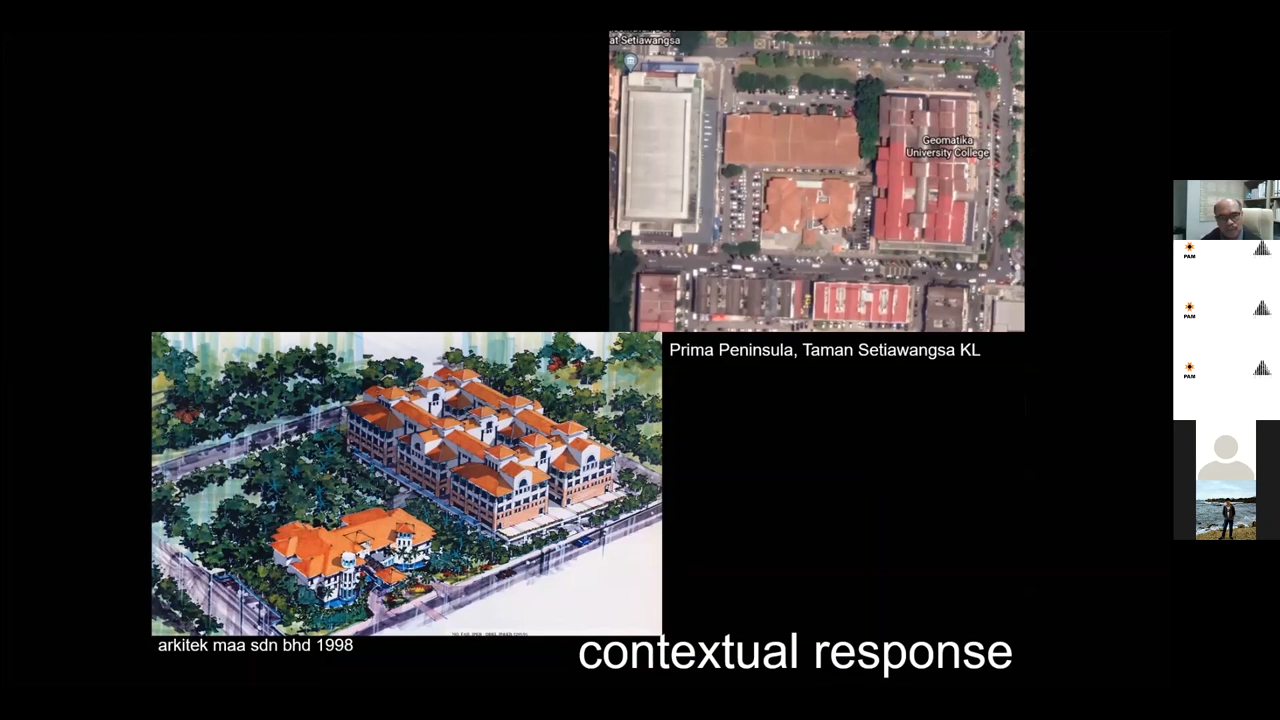 at Setiawangsa
Geomatika
University College
Prima Peninsula, Taman Setiawangsa KL
arkitek maa sdn bhd 1998
contextual response
PAM
PAM
PAM